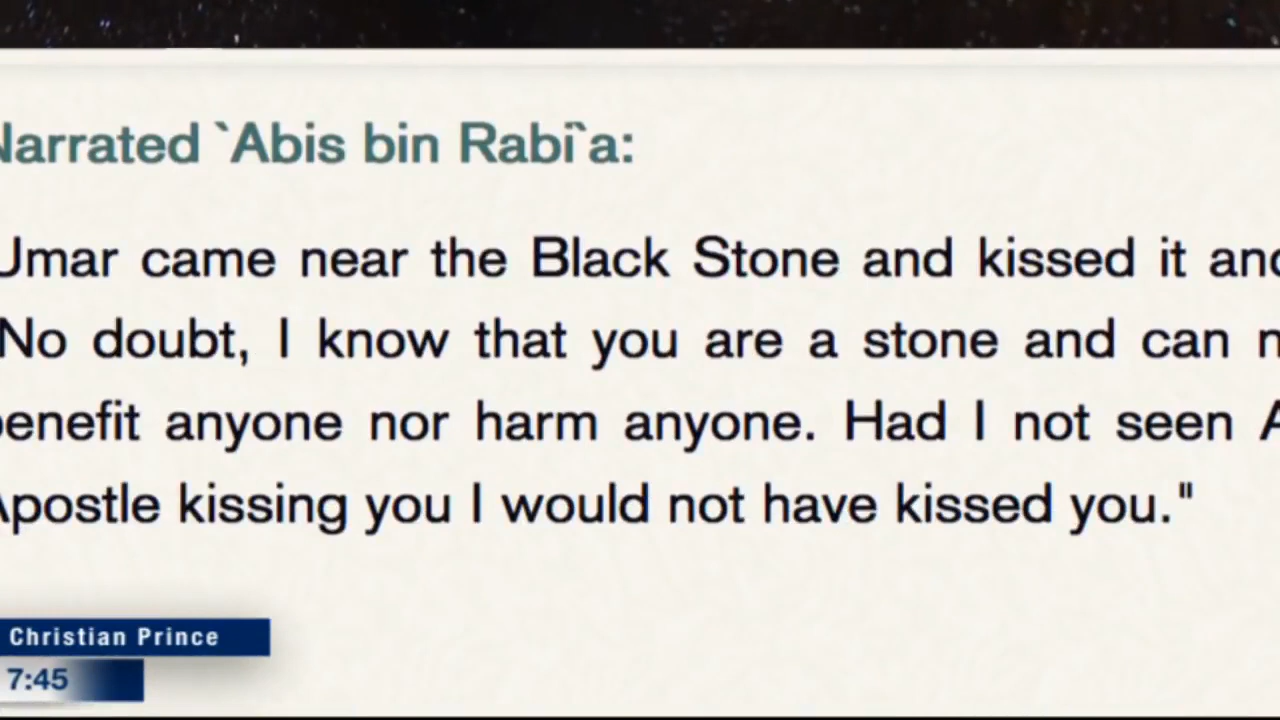 Narrated `Abis bin Rabi`a:
Umar came near the Black Stone and kissed it and
"No doubt, I know that you are a stone and can
benefit anyone nor harm anyone. Had I not seen
Apostle kissing you I would not have kissed you."
Christian Prince
7:45